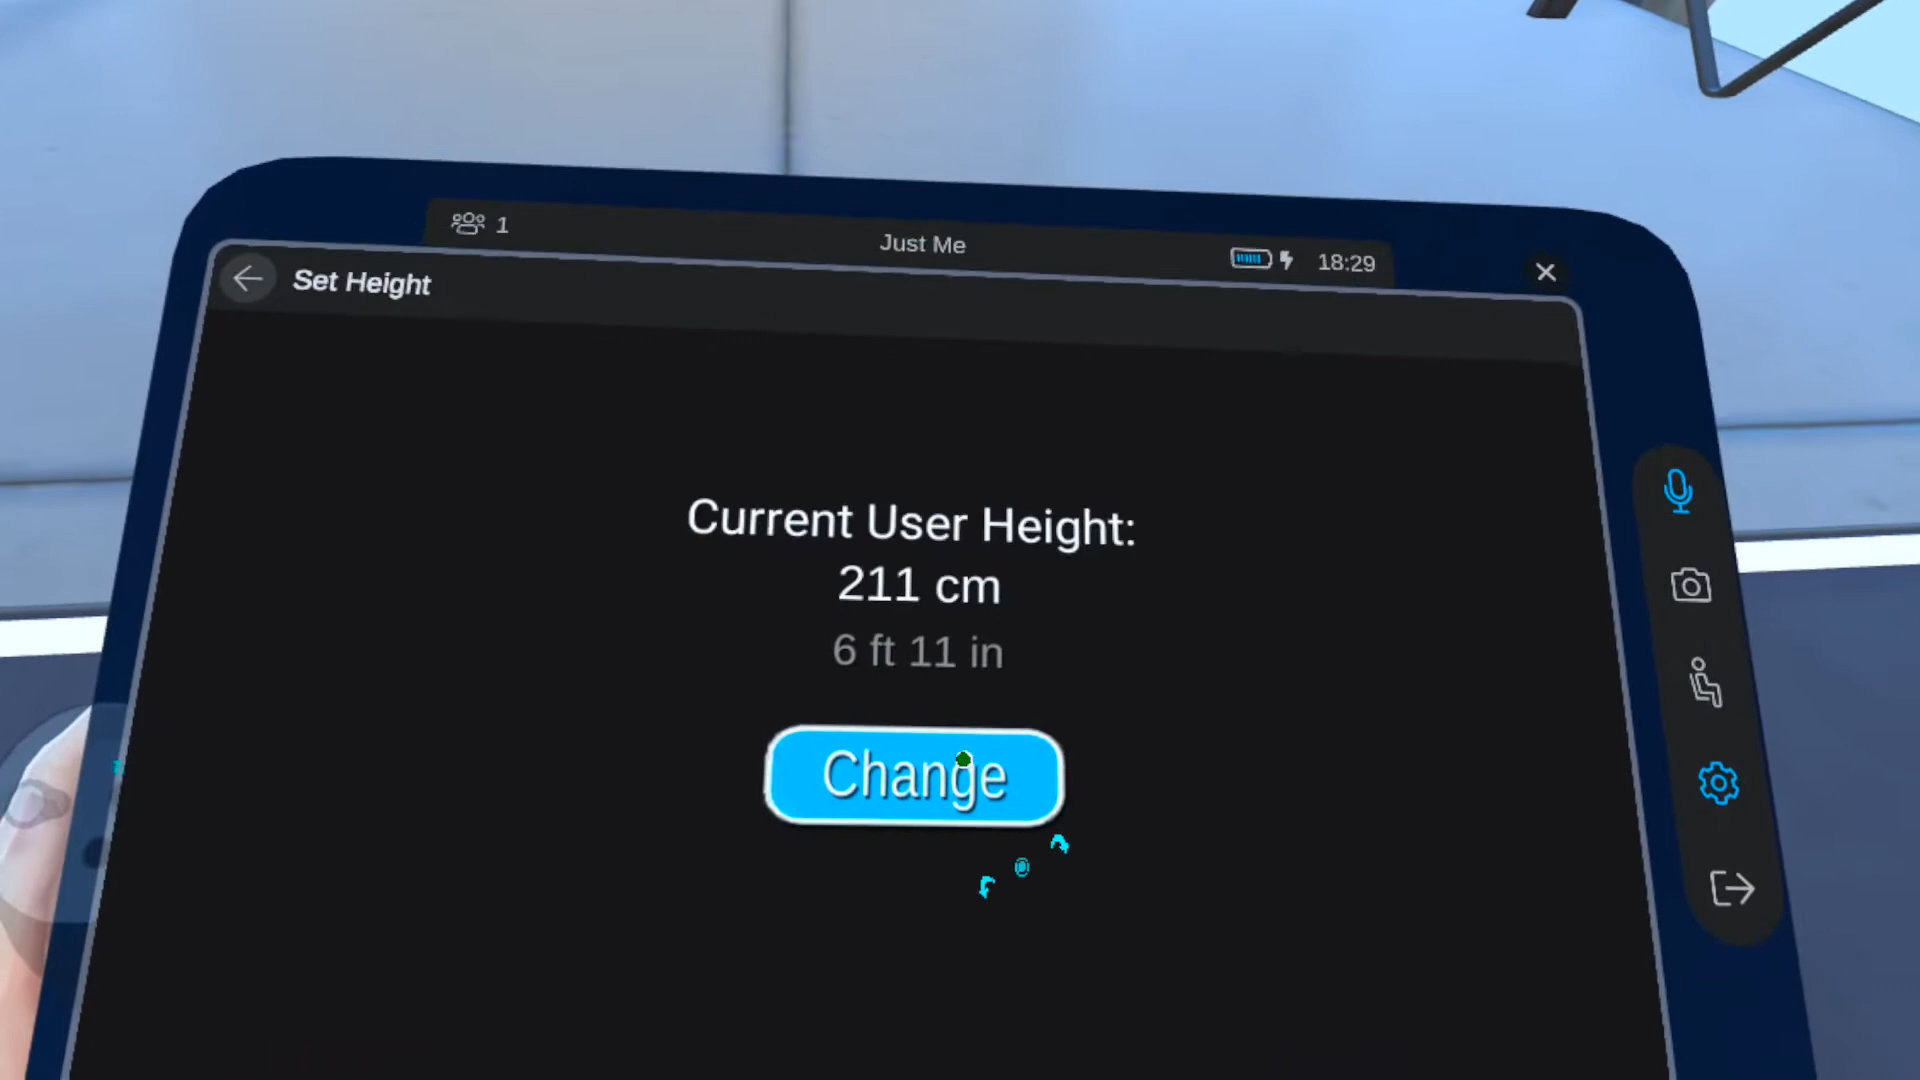 1
Just Me
18:29
Set Height
Current User Height:
211 cm
6 ft 11 in
Change